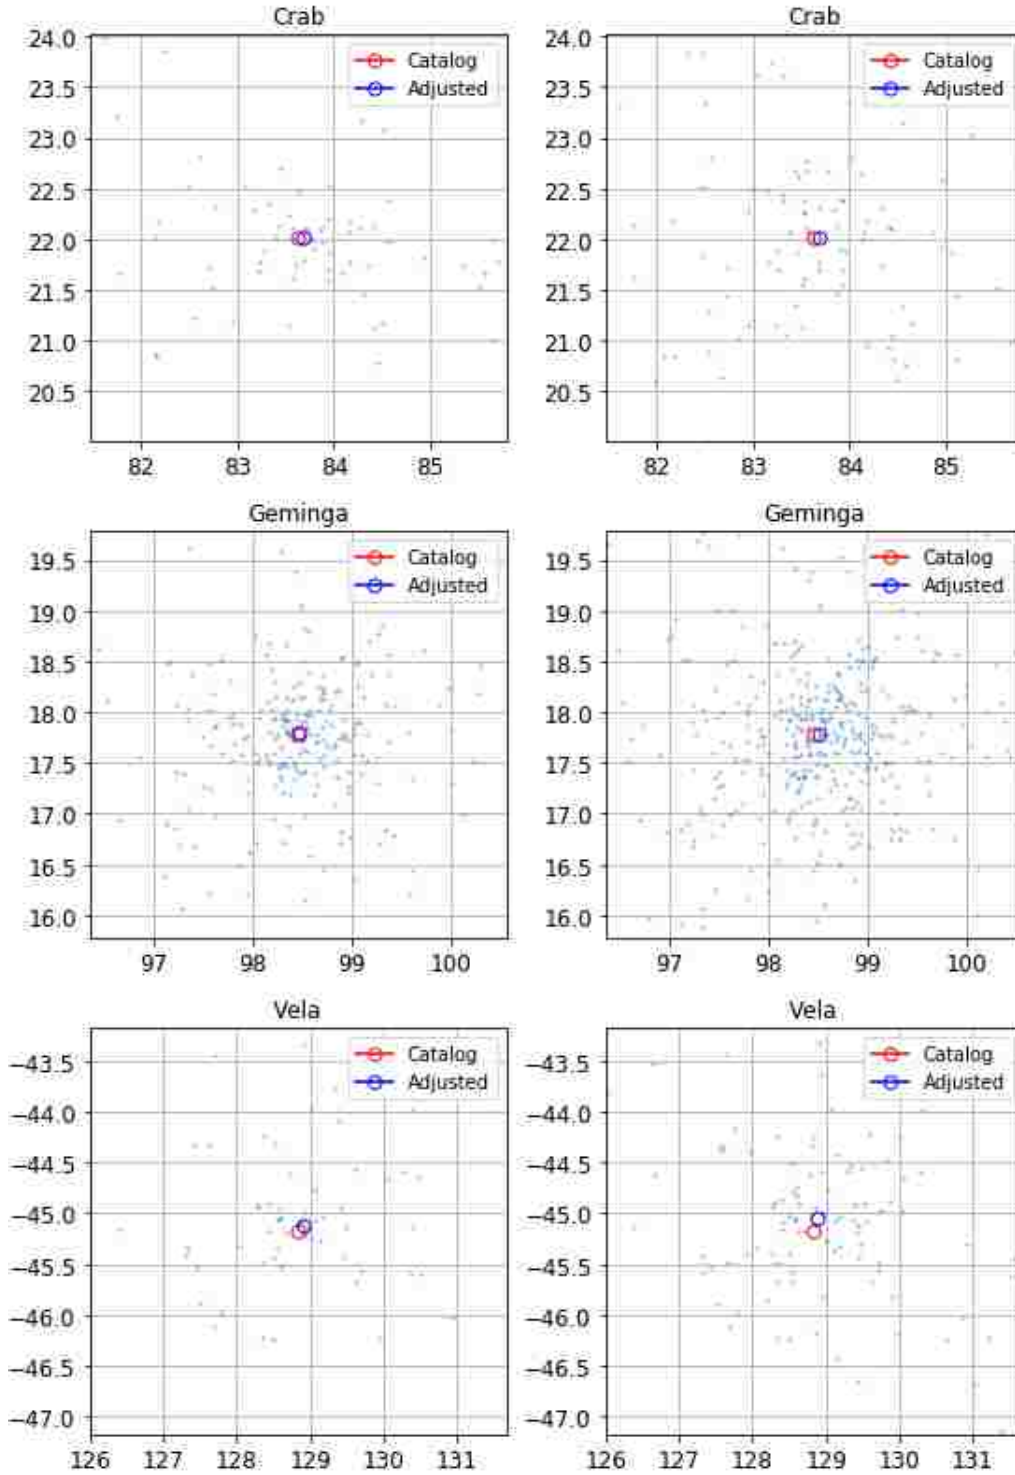 Crab
24.0
23.5
23.0
22.5
22.0
21.5
21.0
20.5
82 83 84 85
Catalog
Adjusted
Crab
24.0
23.5
23.0
22.5
22.0
21.5
21.0
20.5
82 83 84 85
Catalog
Adjusted
Geminga
19.5
19.0
18.5
18.0
17.5
17.0
16.5
16.0
97 98 99 100
Catalog
Adjusted
Geminga
19.5
19.0
18.5
18.0
17.5
17.0
16.5
16.0
97 98 99 100
Catalog
Adjusted
Vela
−43.5
−44.0
−44.5
−45.0
−45.5
−46.0
−46.5
−47.0
126 127 128 129 130 131
Catalog
Adjusted
Vela
−43.5
−44.0
−44.5
−45.0
−45.5
−46.0
−46.5
−47.0
126 127 128 129 130 131
Catalog
Adjusted